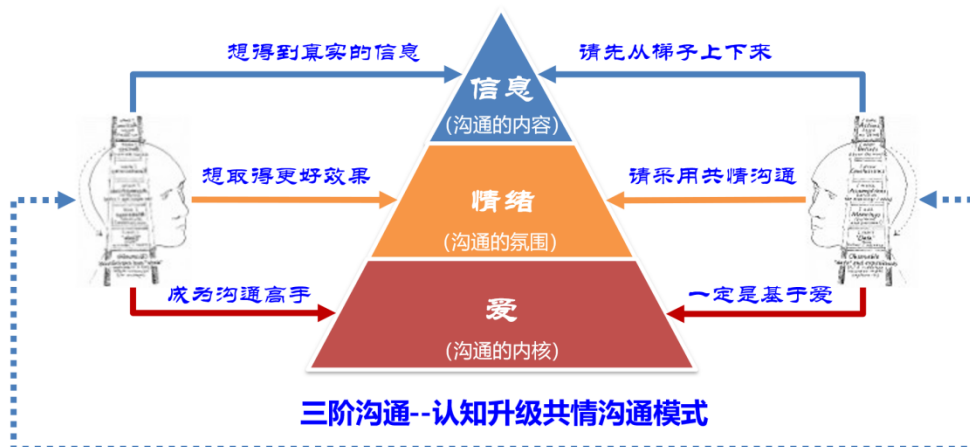 想得到真实的信息
请先从梯子上下来
信息
(沟通的内容)
想取得更好效果
请采用共情沟通
情绪
(沟通的氛围)
成为沟通高手
一定是基于爱
爱
(沟通的内核)
三阶沟通--认知升级共情沟通模式